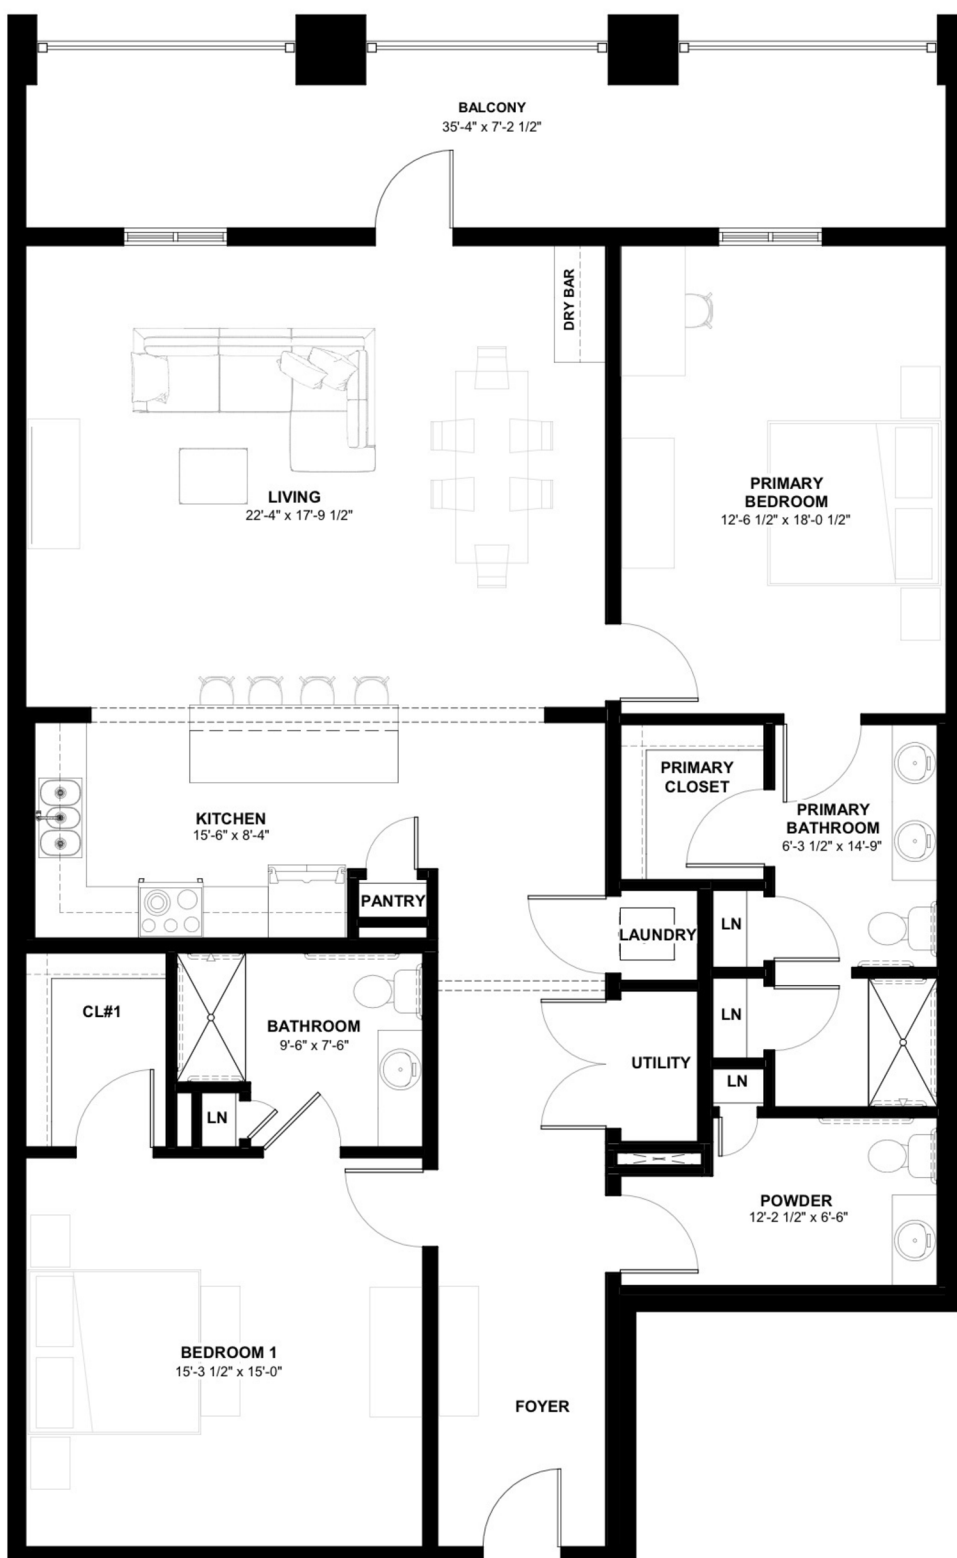 BALCONY
35'-4" x 7'-2 1/2"
DRY BAR
LIVING
22'-4" x 17'-9 1/2"
PRIMARY
BEDROOM
12'-6 1/2" x 18'-0 1/2"
PRIMARY
CLOSET
KITCHEN
15'-6" x 8'-4"
PRIMARY
BATHROOM
6'-3 1/2" x 14'-9"
PANTRY
LN
LAUNDRY
CL#1
LN
BATHROOM
9'-6" x 7'-6"
UTILITY
LN
LN
POWDER
12'-2 1/2" x 6'-6"
BEDROOM 1
15'-3 1/2" x 15'-0"
FOYER